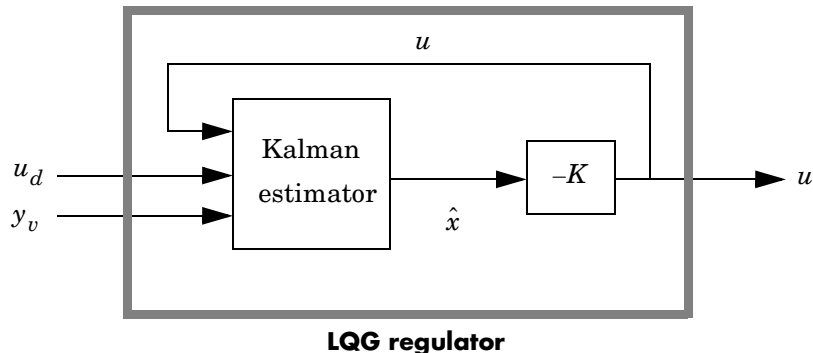 u
Kalman
estimator
u_d
y_v
x̂
–K
u
LQG regulator